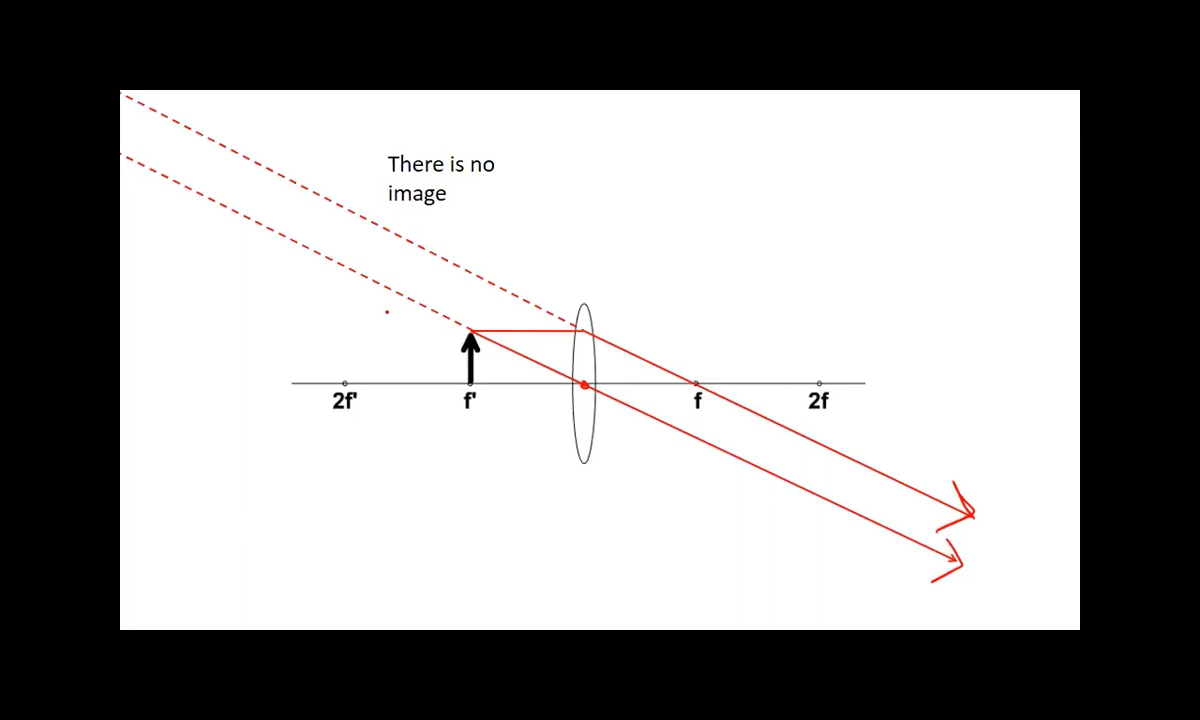 There is no
image
2f'
f'
f
2f